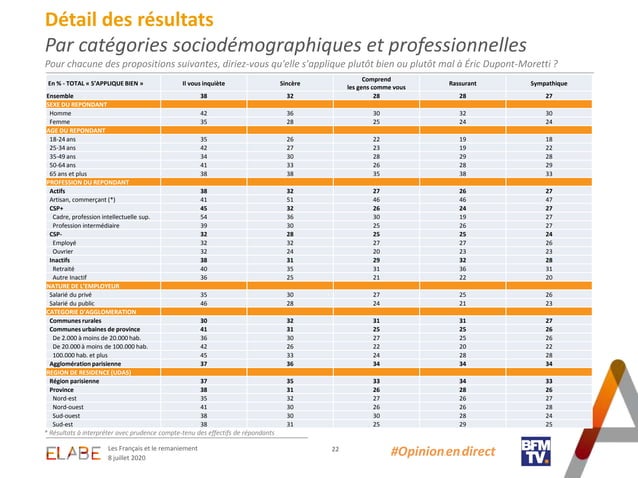 Détail des résultats
Par catégories sociodémographiques et professionnelles
Pour chacune des propositions suivantes, diriez-vous qu'elle s'applique plutôt bien ou plutôt mal à Éric Dupont-Moretti ?
En % - TOTAL « S'APPLIQUE BIEN » Il vous inquiète Sincère Comprend les gens comme vous Rassurant Sympathique
Ensemble 38 32 28 28 27
SEXE DU REPONDANT
Homme 42 36 30 32 30
Femme 35 28 25 24 24
AGE DU REPONDANT
18-24 ans 35 26 22 19 18
25-34 ans 42 27 23 19 22
35-49 ans 34 30 28 29 28
50-64 ans 41 33 26 28 29
65 ans et plus 38 38 35 38 33
PROFESSION DU REPONDANT
Actifs 38 32 27 26 27
Artisan, commerçant (*) 41 51 46 46 47
CSP+ 45 32 26 24 27
Cadre, profession intellectuelle sup. 54 36 30 19 27
Profession intermédiaire 39 30 25 26 27
CSP- 32 28 25 25 24
Employé 32 32 27 27 26
Ouvrier 32 24 20 23 23
Inactifs 38 31 29 32 28
Retraité 40 35 31 36 31
Autre Inactif 36 25 21 22 20
NATURE DE L'EMPLOYEUR
Salarié du privé 35 30 27 25 26
Salarié du public 46 28 24 21 23
CATEGORIE D'AGGLOMERATION
Communes rurales 30 32 31 31 27
Communes urbaines de province 41 31 25 25 26
De 2.000 à moins de 20.000 hab. 36 30 27 25 28
De 20.000 à moins de 100.000 hab. 42 26 22 20 22
100.000 hab. et plus 45 33 24 28 28
Agglomération parisienne 37 36 34 34 34
REGION DE RESIDENCE (UDA5)
Région parisienne 37 35 33 34 33
Province 38 31 26 28 26
Nord-est 35 32 27 26 27
Nord-ouest 41 30 26 26 28
Sud-ouest 38 30 30 28 24
Sud-est 38 31 25 29 25
* Résultats à interpréter avec prudence compte-tenu des effectifs de répondants
ELABE
Les Français et le remaniement
8 juillet 2020
22
#Opinionendirect
BFM
TV.